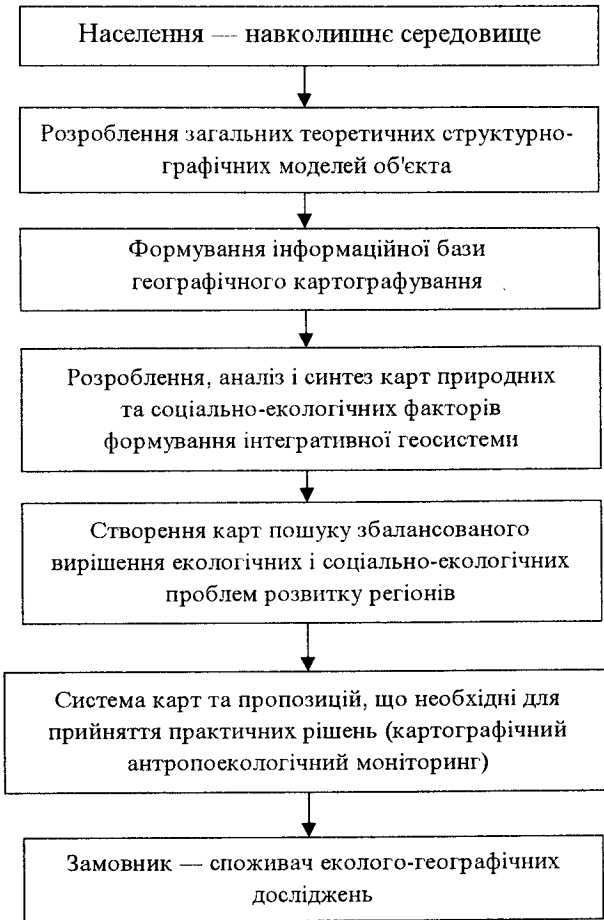 Населення — навколишнє середовище
Розроблення загальних теоретичних структурно-
графічних моделей об'єкта
Формування інформаційної бази
географічного картографування
Розроблення, аналіз і синтез карт природних
та соціально-екологічних факторів
формування інтегративної геосистеми
Створення карт пошуку збалансованого
вирішення екологічних і соціально-екологічних
проблем розвитку регіонів
Система карт та пропозицій, що необхідні для
прийняття практичних рішень (картографічний
антропоекологічний моніторинг)
Замовник — споживач еколого-географічних
досліджень